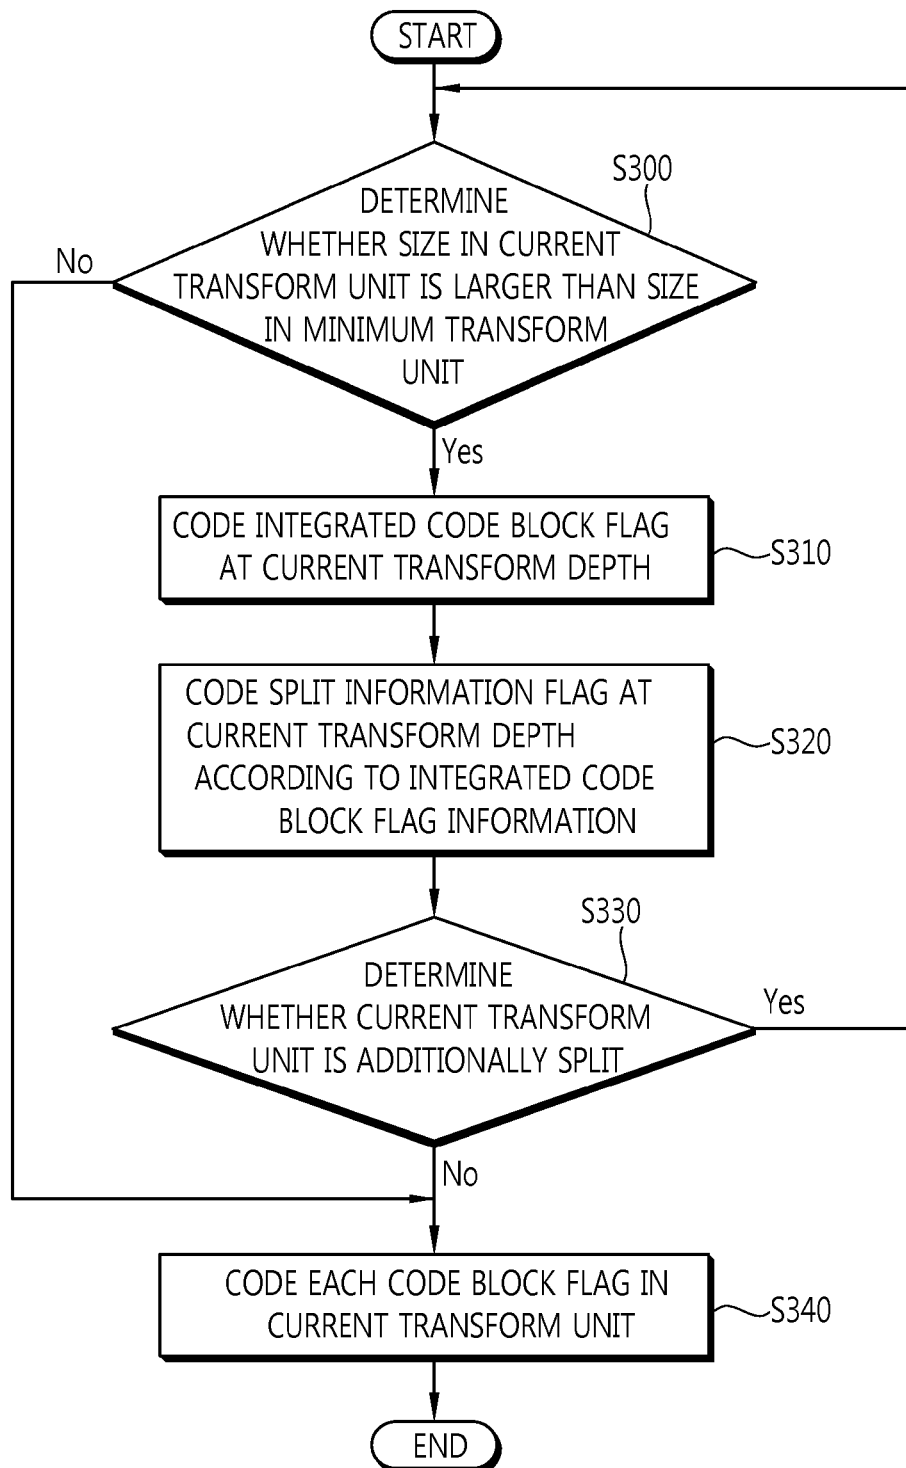 START
S300
DETERMINE
WHETHER SIZE IN CURRENT
TRANSFORM UNIT IS LARGER THAN SIZE
IN MINIMUM TRANSFORM
UNIT
No
Yes
CODE INTEGRATED CODE BLOCK FLAG
AT CURRENT TRANSFORM DEPTH
S310
CODE SPLIT INFORMATION FLAG AT
CURRENT TRANSFORM DEPTH
ACCORDING TO INTEGRATED CODE
BLOCK FLAG INFORMATION
S320
S330
DETERMINE
WHETHER CURRENT TRANSFORM
UNIT IS ADDITIONALLY SPLIT
Yes
No
CODE EACH CODE BLOCK FLAG IN
CURRENT TRANSFORM UNIT
S340
END